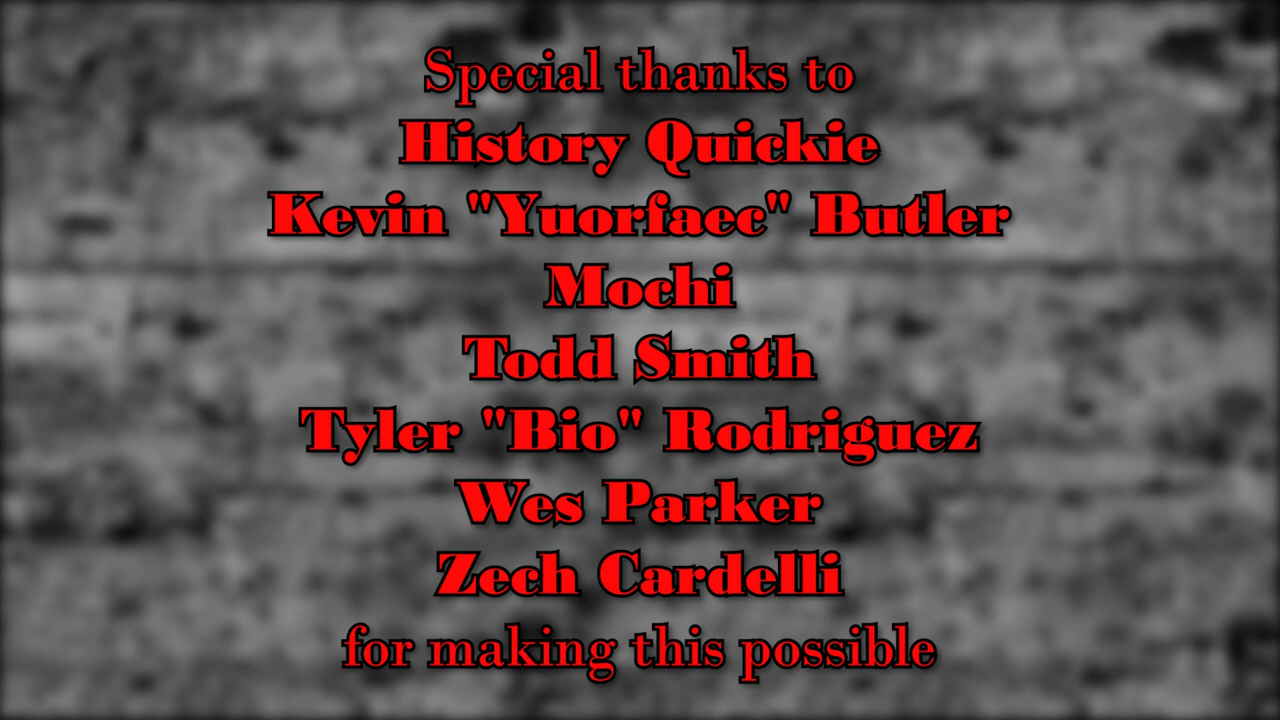 Special thanks to
History Quickie
Kevin "Yuorfaec" Butler
Mochi
Todd Smith
Tyler "Bio" Rodriguez
Wes Parker
Zech Cardelli
for making this possible